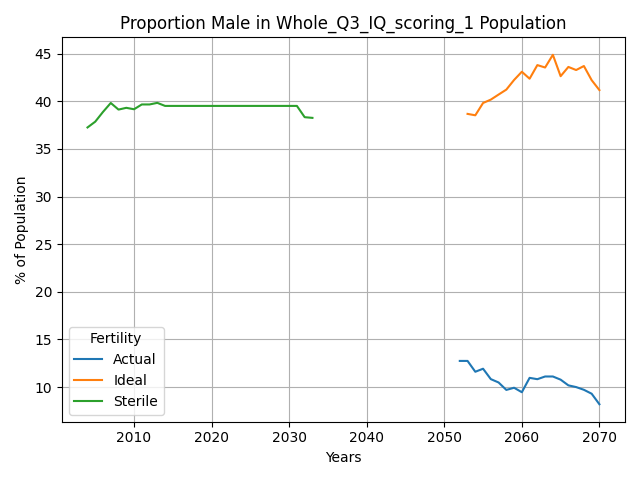 Proportion Male in Whole_Q3_IQ_scoring_1 Population
% of Population
45
40
35
30
25
20
15
10
Fertility
Actual
Ideal
Sterile
2010 2020 2030 2040 2050 2060 2070
Years